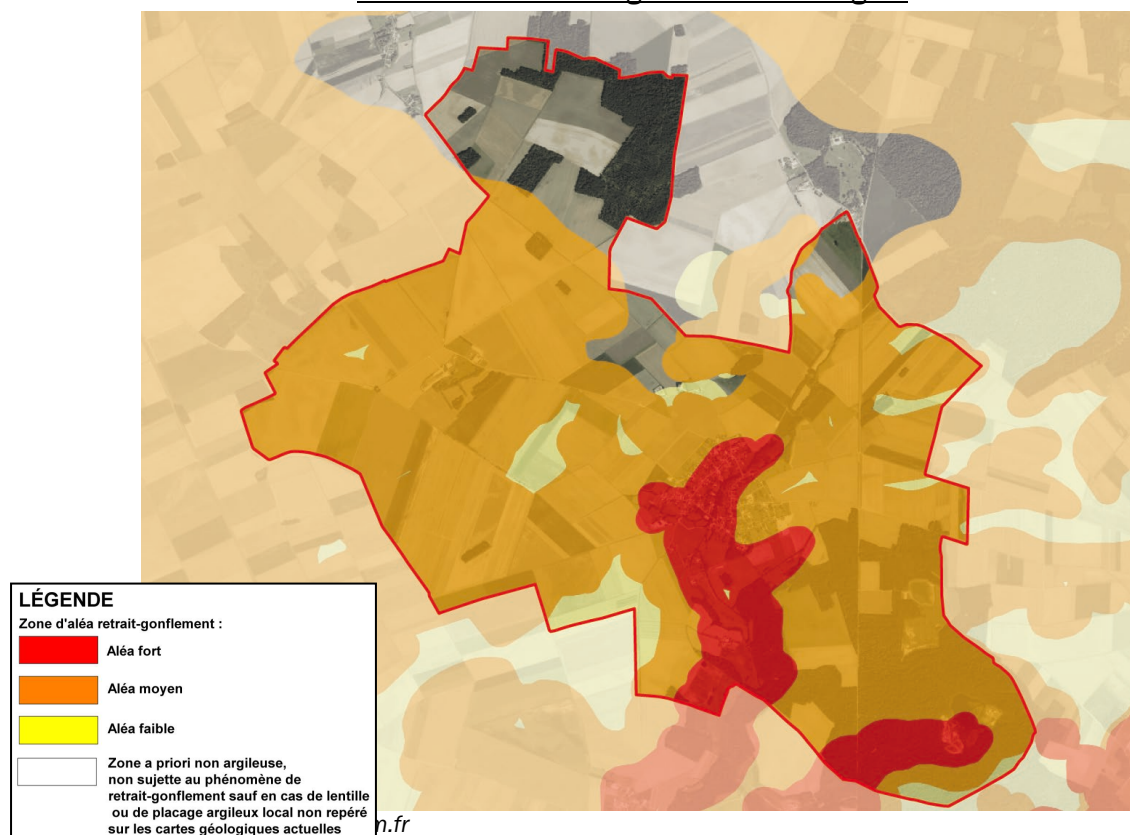 LÉGENDE
Zone d'aléa retrait-gonflement :
Aléa fort
Aléa moyen
Aléa faible
Zone a priori non argileuse,
non sujette au phénomène de
retrait-gonflement sauf en cas de lentille
ou de placage argileux local non repéré
sur les cartes géologiques actuelles
m.fr